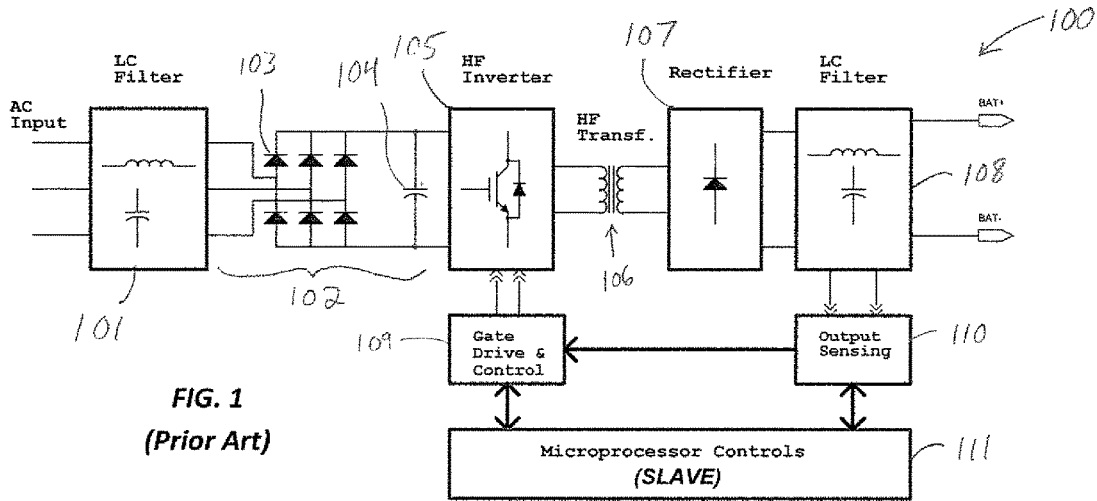 100
105
107
LC
Filter
103
104
HF
Inverter
Rectifier
LC
Filter
AC
Input
HF
Transf.
BAT+
108
BAT-
106
102
101
109
Gate
Drive &
Control
Output
Sensing
110
FIG. 1
(Prior Art)
Microprocessor Controls
(SLAVE)
111